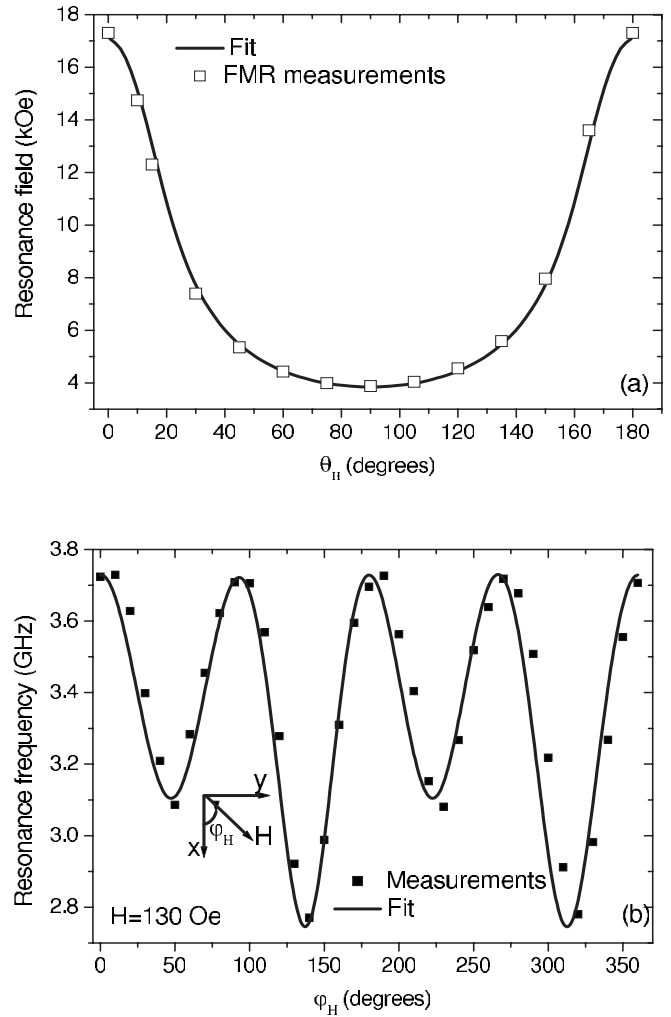 18
16
14
12
10
8
6
4
Resonance field (kOe)
Fit
FMR measurements
(a)
0 20 40 60 80 100 120 140 160 180
θH (degrees)
3.8
3.6
3.4
3.2
3.0
2.8
Resonance frequency (GHz)
y
φH
H
x
Measurements
Fit
H=130 Oe
(b)
0 50 100 150 200 250 300 350
φH (degrees)